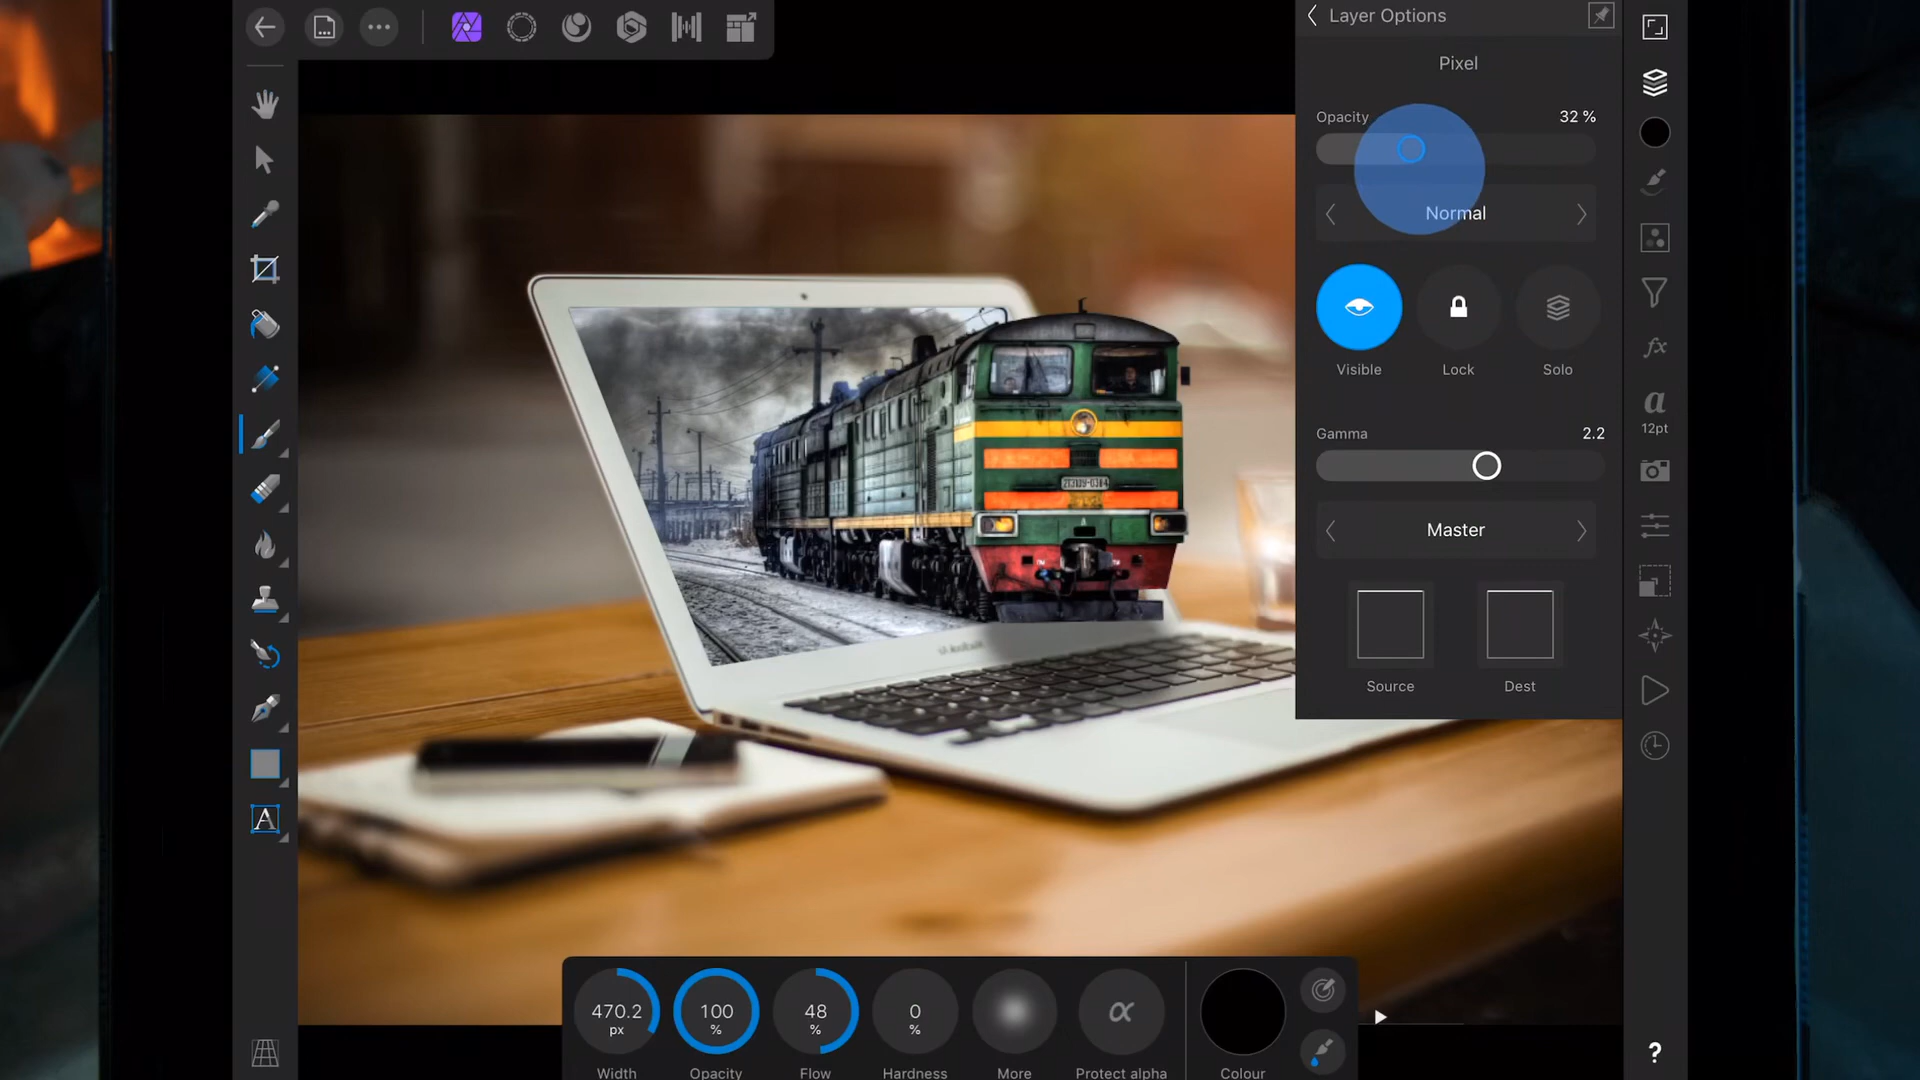 Layer Options
Pixel
Opacity
32 %
Normal
Visible
Lock
Solo
Gamma
2.2
Master
Source
Dest
fx
a
12pt
A
470.2
px
100
%
48
%
0
%
α
Width
Opacity
Flow
Hardness
More
Protect alpha
Colour
?